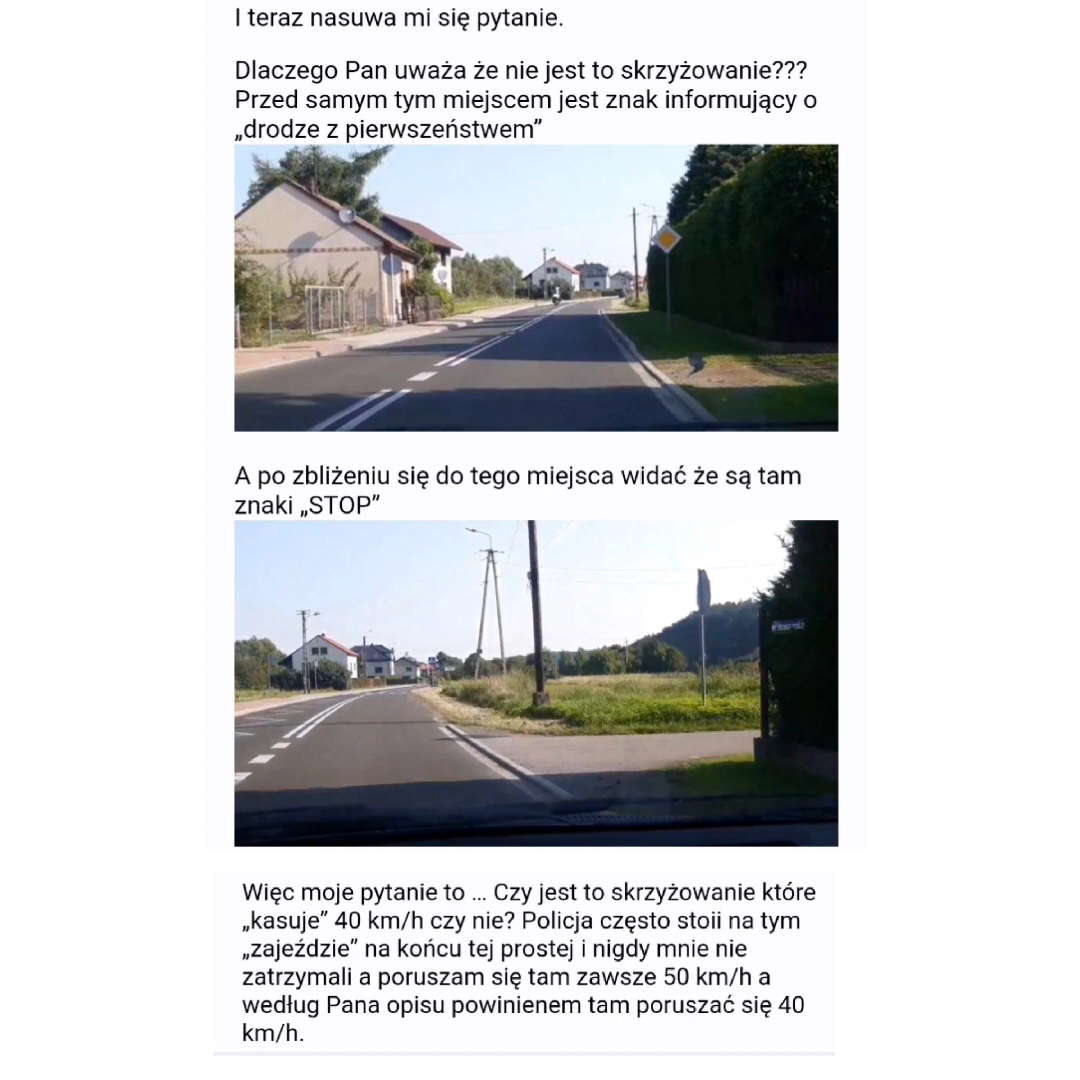 I teraz nasuwa mi się pytanie.
Dlaczego Pan uważa że nie jest to skrzyżowanie???
Przed samym tym miejscem jest znak informujący o
„drodze z pierwszeństwem”
A po zbliżeniu się do tego miejsca widać że są tam
znaki „STOP”
Więc moje pytanie to ... Czy jest to skrzyżowanie które
„kasuje” 40 km/h czy nie? Policja często stoii na tym
„zajeździe” na końcu tej prostej i nigdy mnie nie
zatrzymali a poruszam się tam zawsze 50 km/h a
według Pana opisu powinienem tam poruszać się 40
km/h.